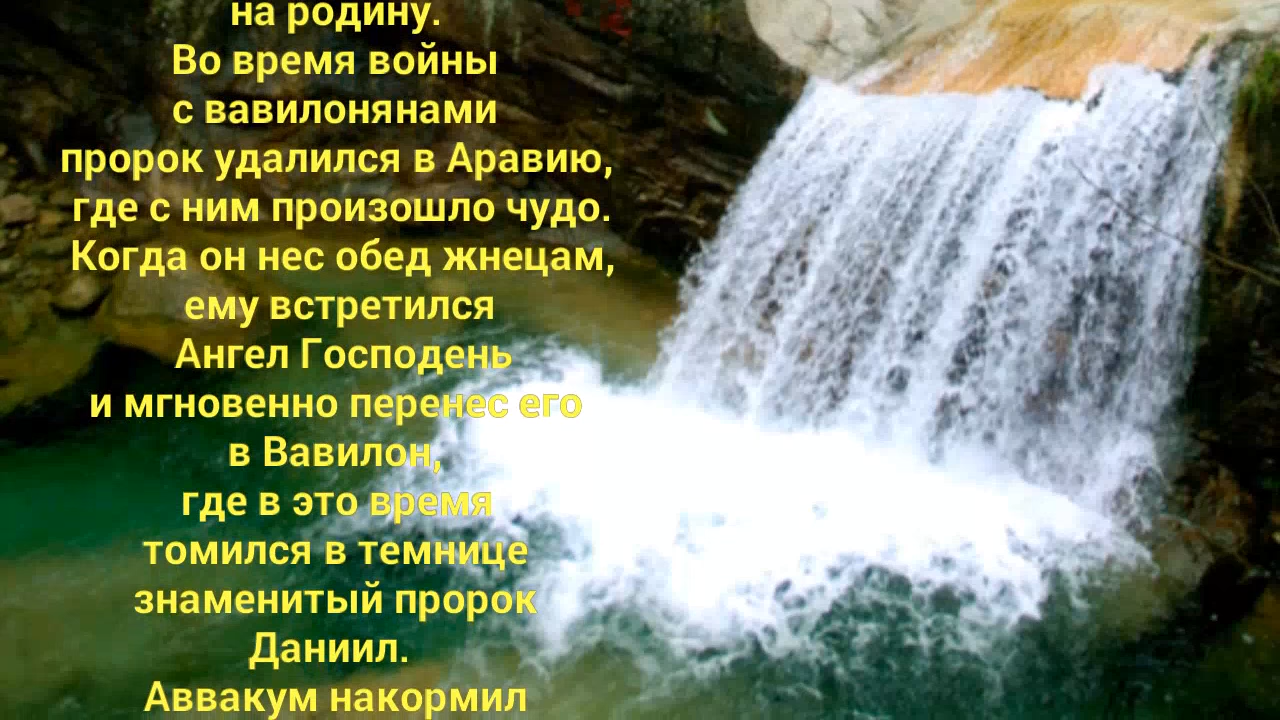 на родину.
Во время войны
с вавилонянами
пророк удалился в Аравию,
где с ним произошло чудо.
Когда он нес обед жнецам,
ему встретился
Ангел Господень
и мгновенно перенес его
в Вавилон,
где в это время
томился в темнице
знаменитый пророк
Даниил.
Аввакум накормил